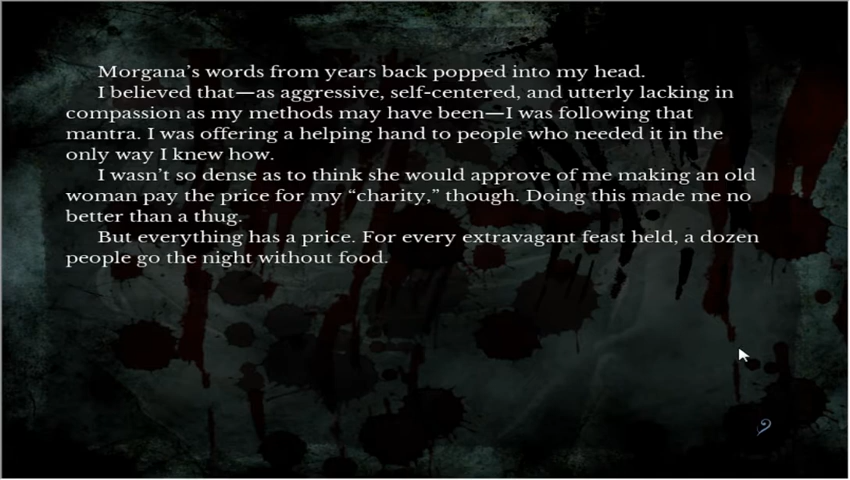 Morgana’s words from years back popped into my head.
I believed that—as aggressive, self-centered, and utterly lacking in
compassion as my methods may have been—I was following that
mantra. I was offering a helping hand to people who needed it in the
only way I knew how.
I wasn’t so dense as to think she would approve of me making an old
woman pay the price for my “charity,” though. Doing this made me no
better than a thug.
But everything has a price. For every extravagant feast held, a dozen
people go the night without food.